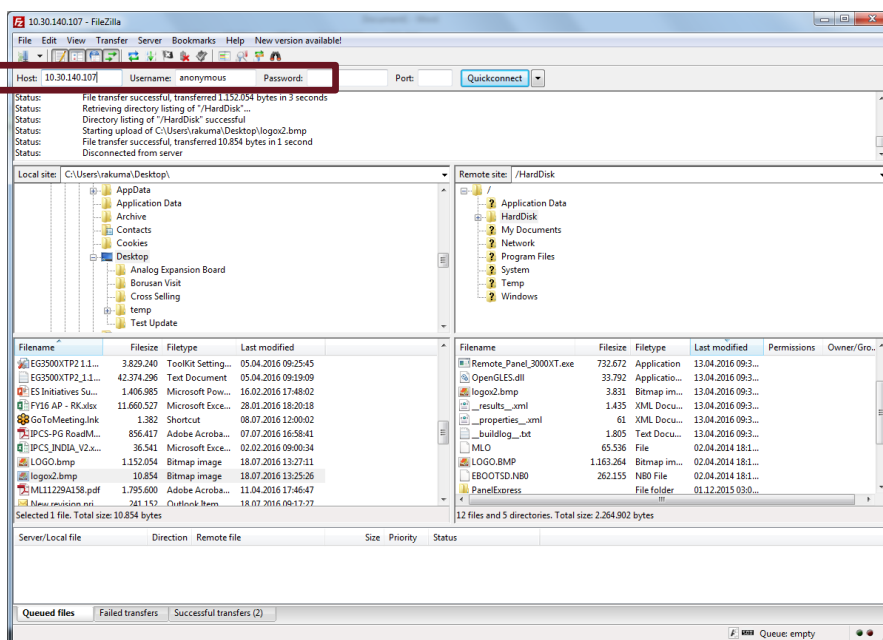 10.30.140.107 - FileZilla
File Edit View Transfer Server Bookmarks Help New version available!
Host: 10.30.140.107 Username: anonymous Password: Port: Quickconnect
Status: File transfer successful, transferred 1.152.054 bytes in 3 seconds
Status: Retrieving directory listing of "/HardDisk"...
Status: Directory listing of "/HardDisk" successful
Status: Starting upload of C:\Users\rakuma\Desktop\logox2.bmp
Status: File transfer successful, transferred 10.854 bytes in 1 second
Status: Disconnected from server
Local site: C:\Users\rakuma\Desktop\
AppData
Application Data
Archive
Contacts
Cookies
Desktop
Analog Expansion Board
Borusan Visit
Cross Selling
temp
Test Update
Remote site: /HardDisk
/
? Application Data
HardDisk
? My Documents
? Network
? Program Files
? System
? Temp
? Windows
Filename Filesize Filetype Last modified
EG3500XTP2 1.1... 3.829.240 ToolKit Setting... 05.04.2016 09:25:45
EG3500XTP2_1.1... 42.374.296 Text Document 05.04.2016 09:19:09
ES Initiatives Su... 1.406.985 Microsoft Pow... 16.02.2016 17:48:02
FY16 AP - RK.xlsx 11.660.527 Microsoft Exce... 28.01.2016 18:20:18
GoToMeeting.lnk 1.382 Shortcut 08.07.2016 12:00:02
IPCS-PG RoadM... 856.417 Adobe Acroba... 07.07.2016 16:58:41
IPCS_INDIA_V2.x... 36.541 Microsoft Exce... 02.02.2016 09:00:34
LOGO.bmp 1.152.054 Bitmap image 18.07.2016 13:27:11
logox2.bmp 10.854 Bitmap image 18.07.2016 13:25:26
ML11229A158.pdf 1.795.600 Adobe Acroba... 11.04.2016 17:46:47
New revision pri... 241.152 Outlook Item 18.07.2016 09:17:27
Selected 1 file. Total size: 10.854 bytes
Filename Filesize Filetype Last modified Permissions Owner/Gro...
Remote_Panel_3000XT.exe 732.672 Application 13.04.2016 09:3...
OpenGLES.dll 33.792 Applicatio... 13.04.2016 09:3...
logox2.bmp 3.831 Bitmap im... 13.04.2016 09:3...
__results__.xml 1.435 XML Docu... 13.04.2016 09:3...
__properties__.xml 61 XML Docu... 13.04.2016 09:3...
__buildlog__.txt 1.805 Text Docu... 13.04.2016 09:3...
MLO 65.536 File 02.04.2014 18:1...
LOGO.BMP 1.163.264 Bitmap im... 02.04.2014 18:1...
EBOOTSD.NB0 262.155 NB0 File 02.04.2014 18:1...
PanelExpress File folder 01.12.2015 03:0...
12 files and 5 directories. Total size: 2.264.902 bytes
Server/Local file Direction Remote file Size Priority Status
Queued files Failed transfers Successful transfers (2)
Queue: empty